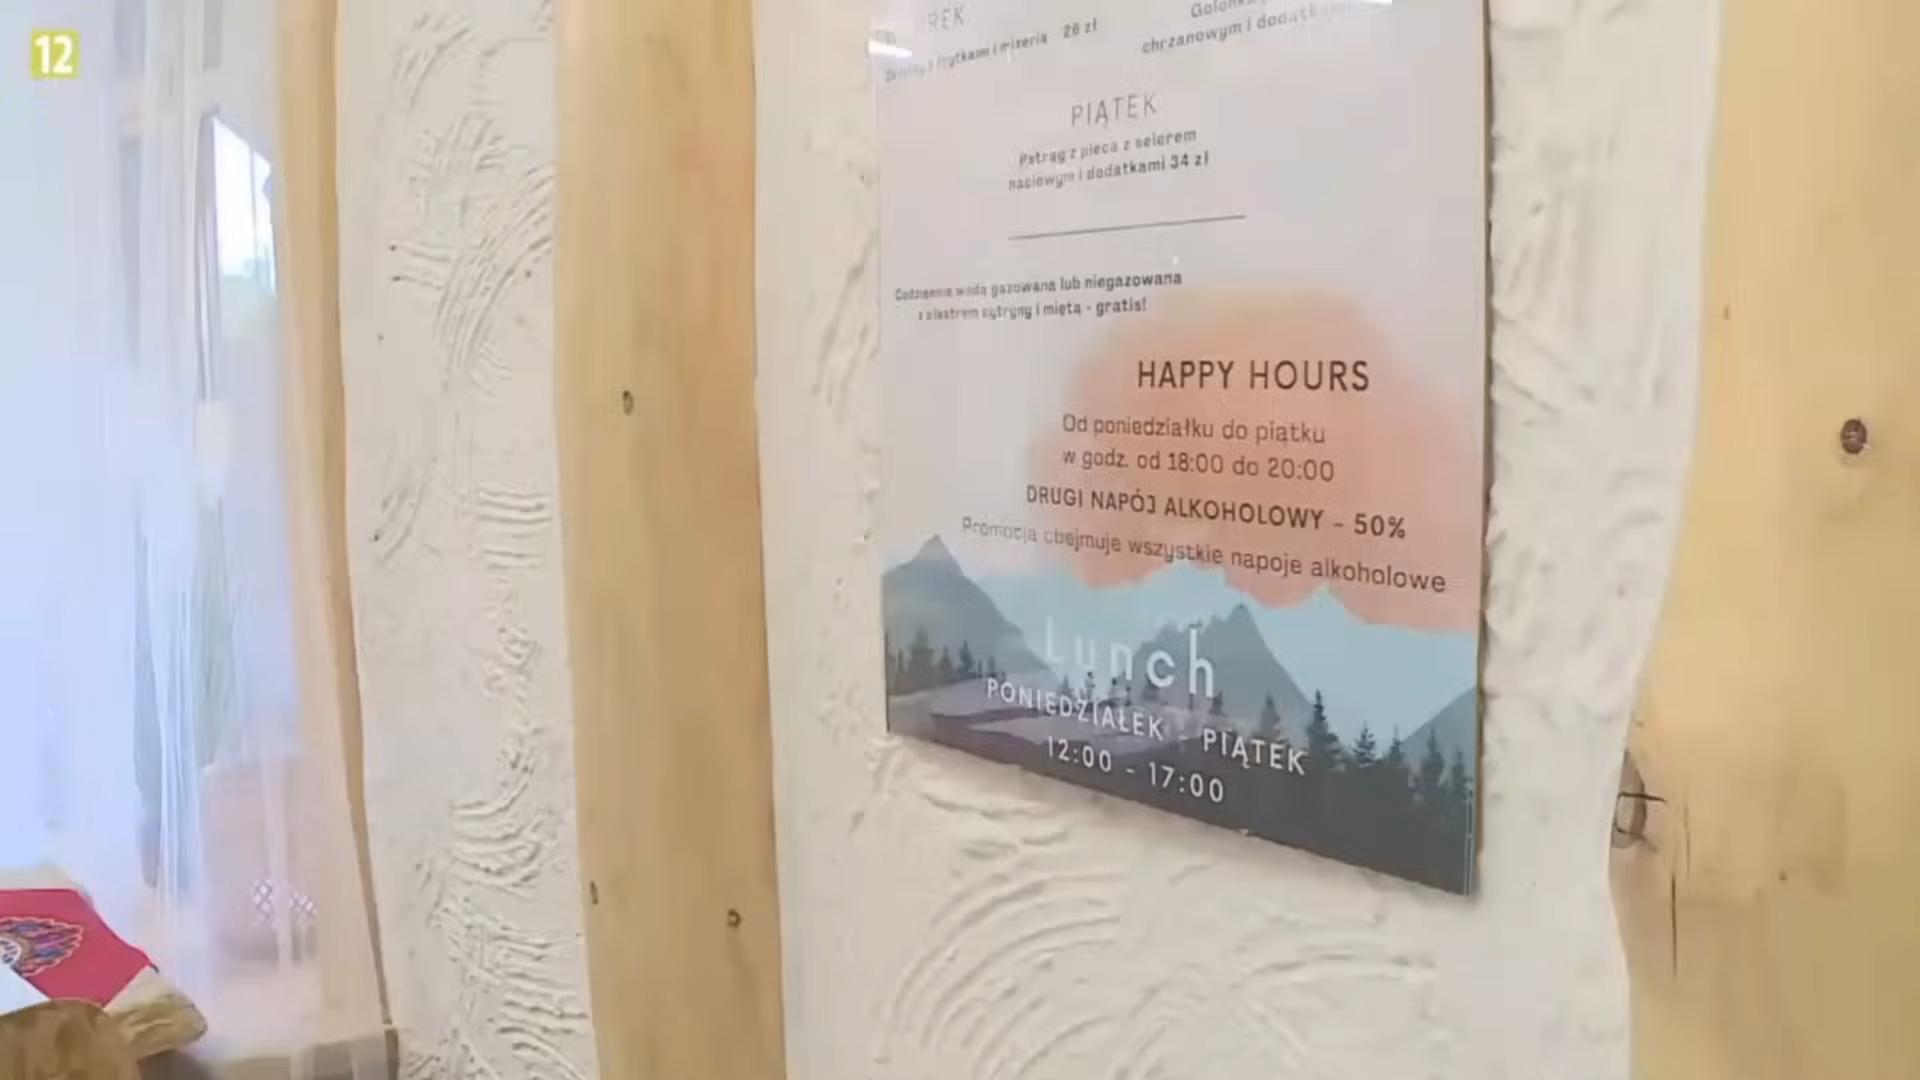 12
REK
i mizeria 26 zł
chrzanowym i dodatkami
PIĄTEK
Pstrąg z pieca z selerem
naciowym i dodatkami 34 zł
Codziennie woda gazowana lub niegazowana
z plastrem cytryny i miętą - gratis!
HAPPY HOURS
Od poniedziałku do piatku
w godz. od 18:00 do 20:00
DRUGI NAPÓJ ALKOHOLOWY - 50%
Promocja obejmuje wszystkie napoje alkoholowe
Lunch
PONIEDZIAŁEK - PIĄTEK
12:00 - 17:00